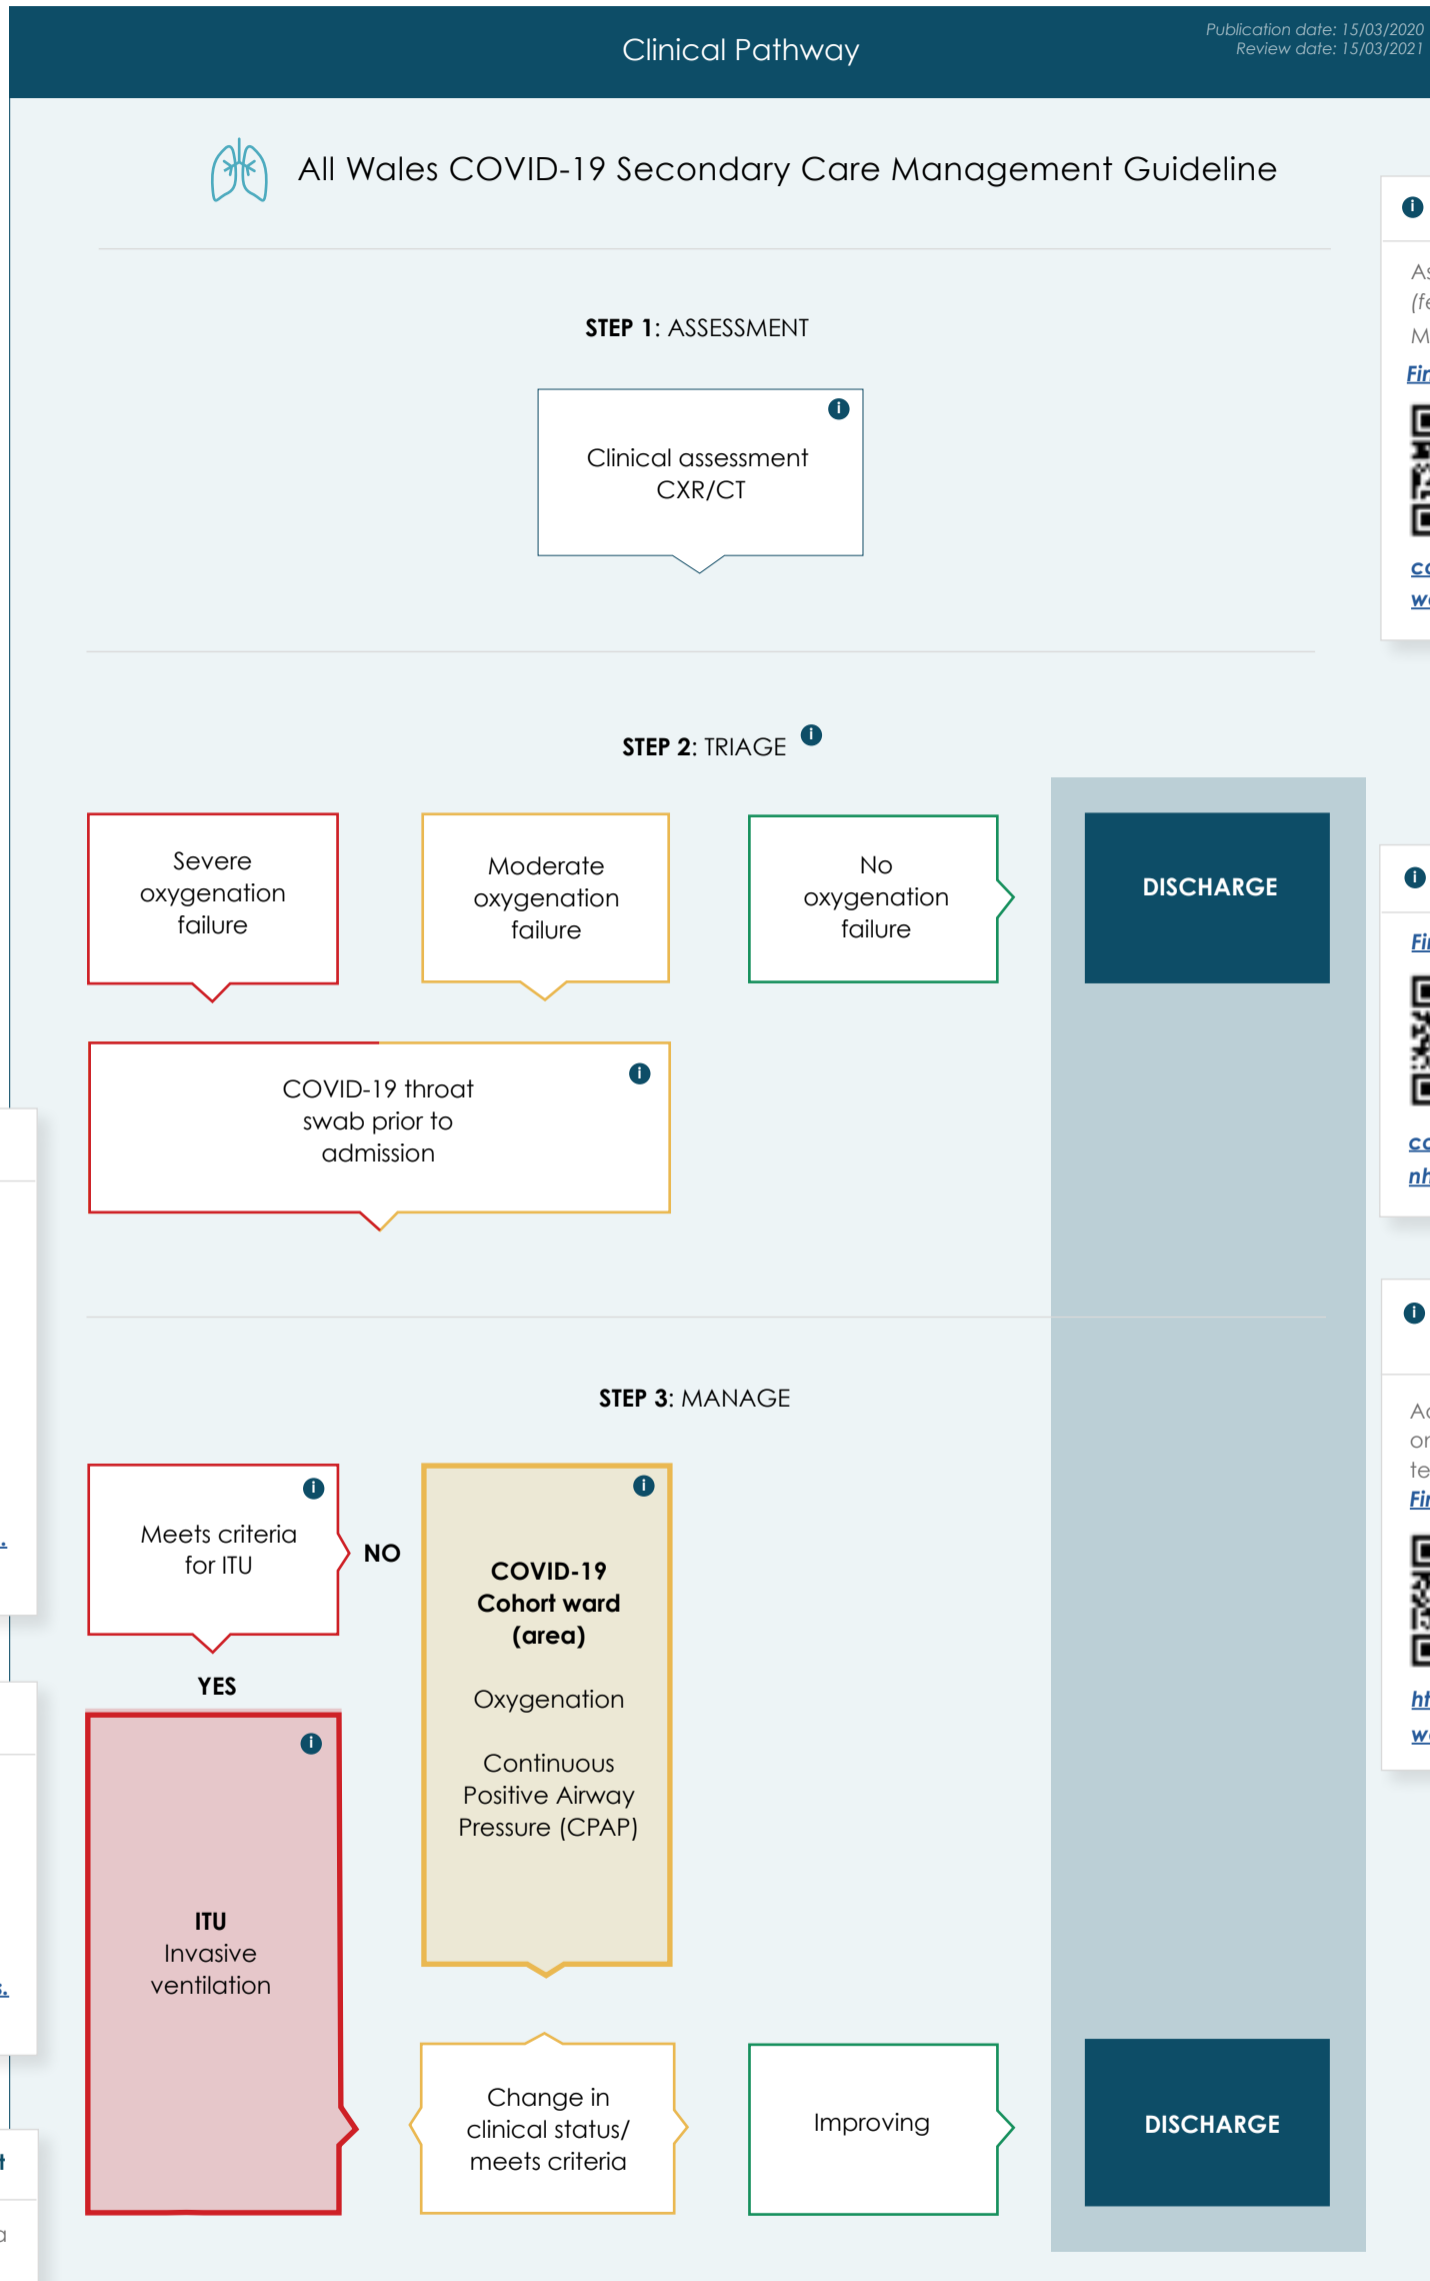 Clinical Pathway
Publication date: 15/03/2020
Review date: 15/03/2021
All Wales COVID-19 Secondary Care Management Guideline
STEP 1: ASSESSMENT
Clinical assessment
CXR/CT
STEP 2: TRIAGE
Severe
oxygenation
failure
Moderate
oxygenation
failure
No
oxygenation
failure
DISCHARGE
COVID-19 throat
swab prior to
admission
STEP 3: MANAGE
Meets criteria
for ITU
NO
YES
COVID-19
Cohort ward
(area)
Oxygenation
Continuous
Positive Airway
Pressure (CPAP)
ITU
Invasive
ventilation
Change in
clinical status/
meets criteria
Improving
DISCHARGE